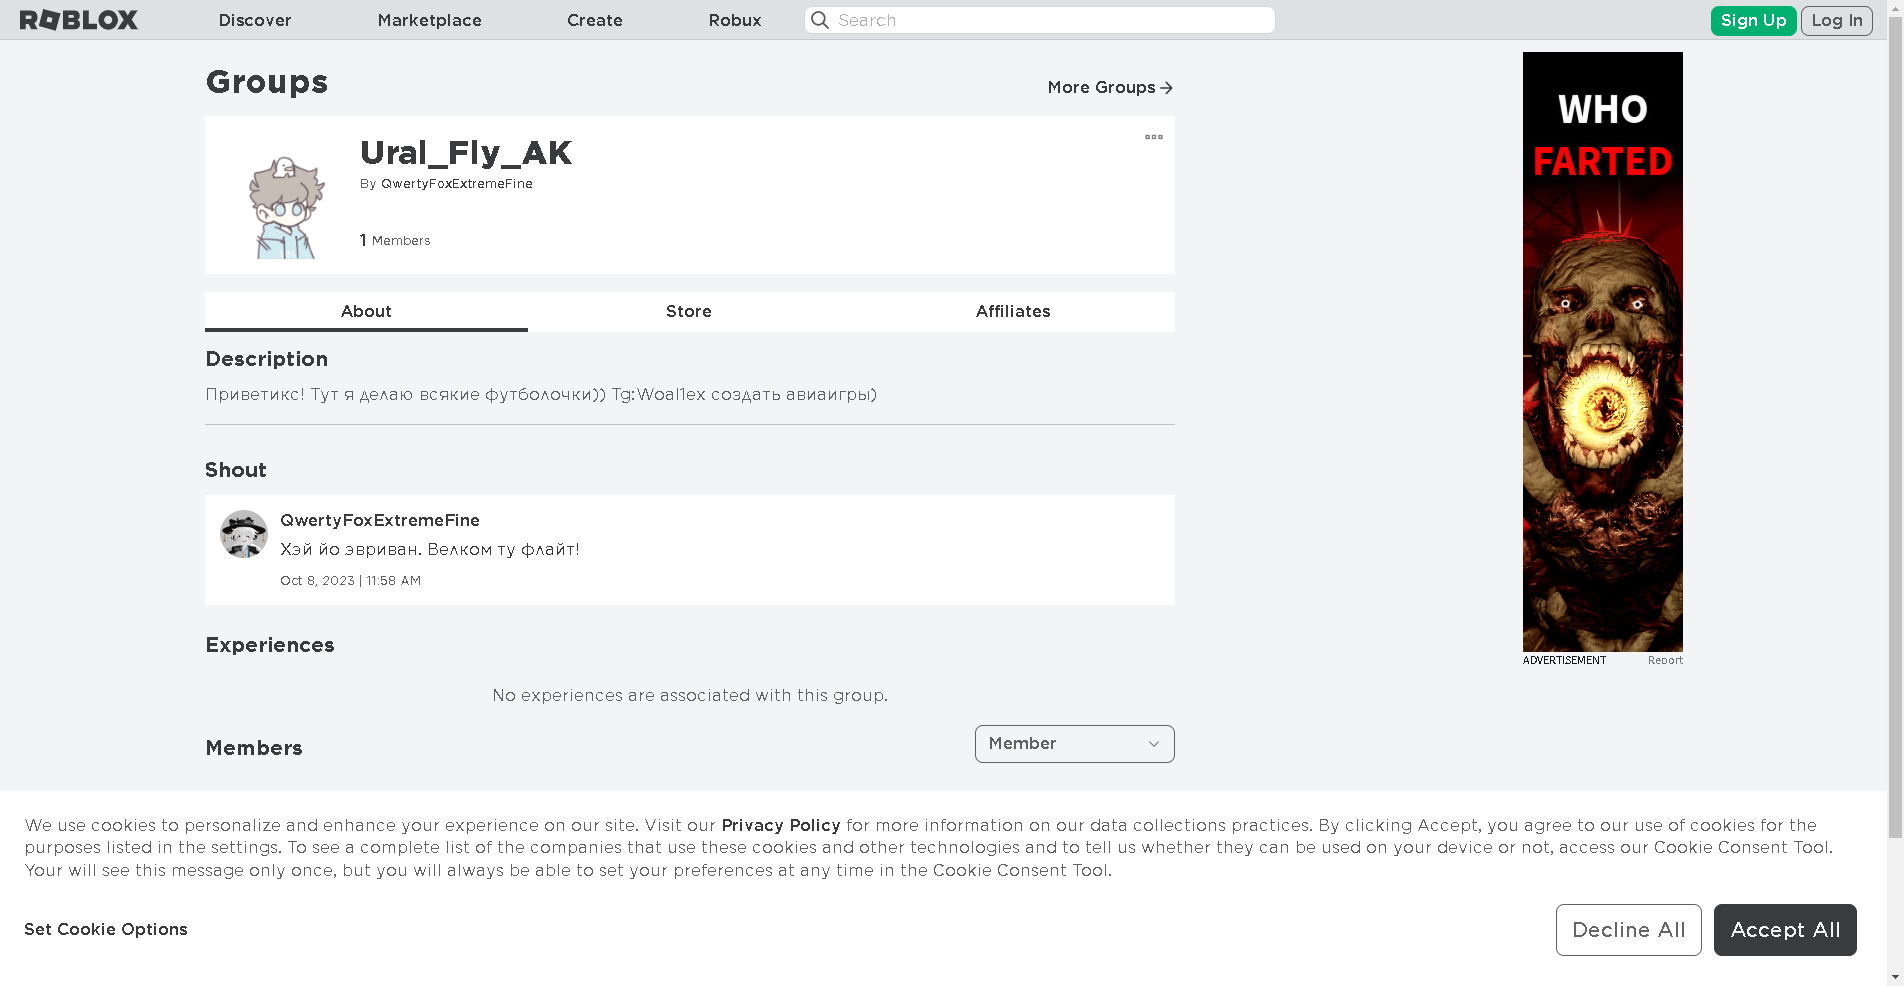 ROBLOX
Discover
Marketplace
Create
Robux
Search
Sign Up
Log In
Groups
More Groups
Ural_Fly_AK
By QwertyFoxExtremeFine
1 Members
About
Store
Affiliates
Description
Приветикс! Тут я делаю всякие футболочки)) Tg:Woal1ex создать авиаигры)
Shout
QwertyFoxExtremeFine
Хэй йо эвриван. Велком ту флайт!
Oct 8, 2023 | 11:58 AM
Experiences
No experiences are associated with this group.
Members
Member
WHO
FARTED
ADVERTISEMENT
Report
We use cookies to personalize and enhance your experience on our site. Visit our Privacy Policy for more information on our data collections practices. By clicking Accept, you agree to our use of cookies for the
purposes listed in the settings. To see a complete list of the companies that use these cookies and other technologies and to tell us whether they can be used on your device or not, access our Cookie Consent Tool.
Your will see this message only once, but you will always be able to set your preferences at any time in the Cookie Consent Tool.
Set Cookie Options
Decline All
Accept All